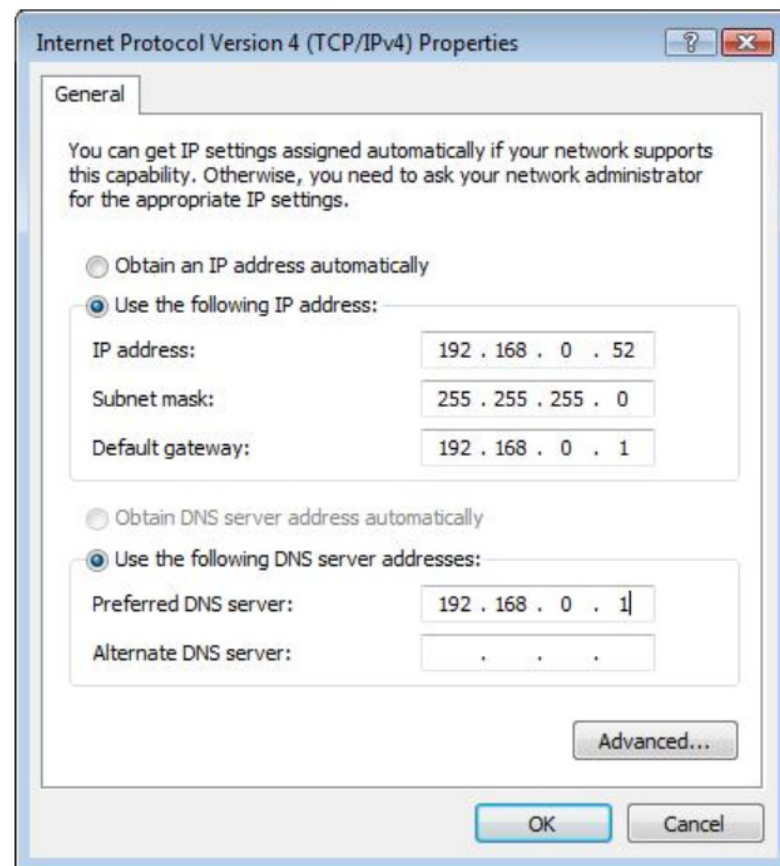 Internet Protocol Version 4 (TCP/IPv4) Properties
General
You can get IP settings assigned automatically if your network supports
this capability. Otherwise, you need to ask your network administrator
for the appropriate IP settings.
Obtain an IP address automatically
Use the following IP address:
IP address: 192 . 168 . 0 . 52
Subnet mask: 255 . 255 . 255 . 0
Default gateway: 192 . 168 . 0 . 1
Obtain DNS server address automatically
Use the following DNS server addresses:
Preferred DNS server: 192 . 168 . 0 . 1
Alternate DNS server: . . .
Advanced...
OK Cancel